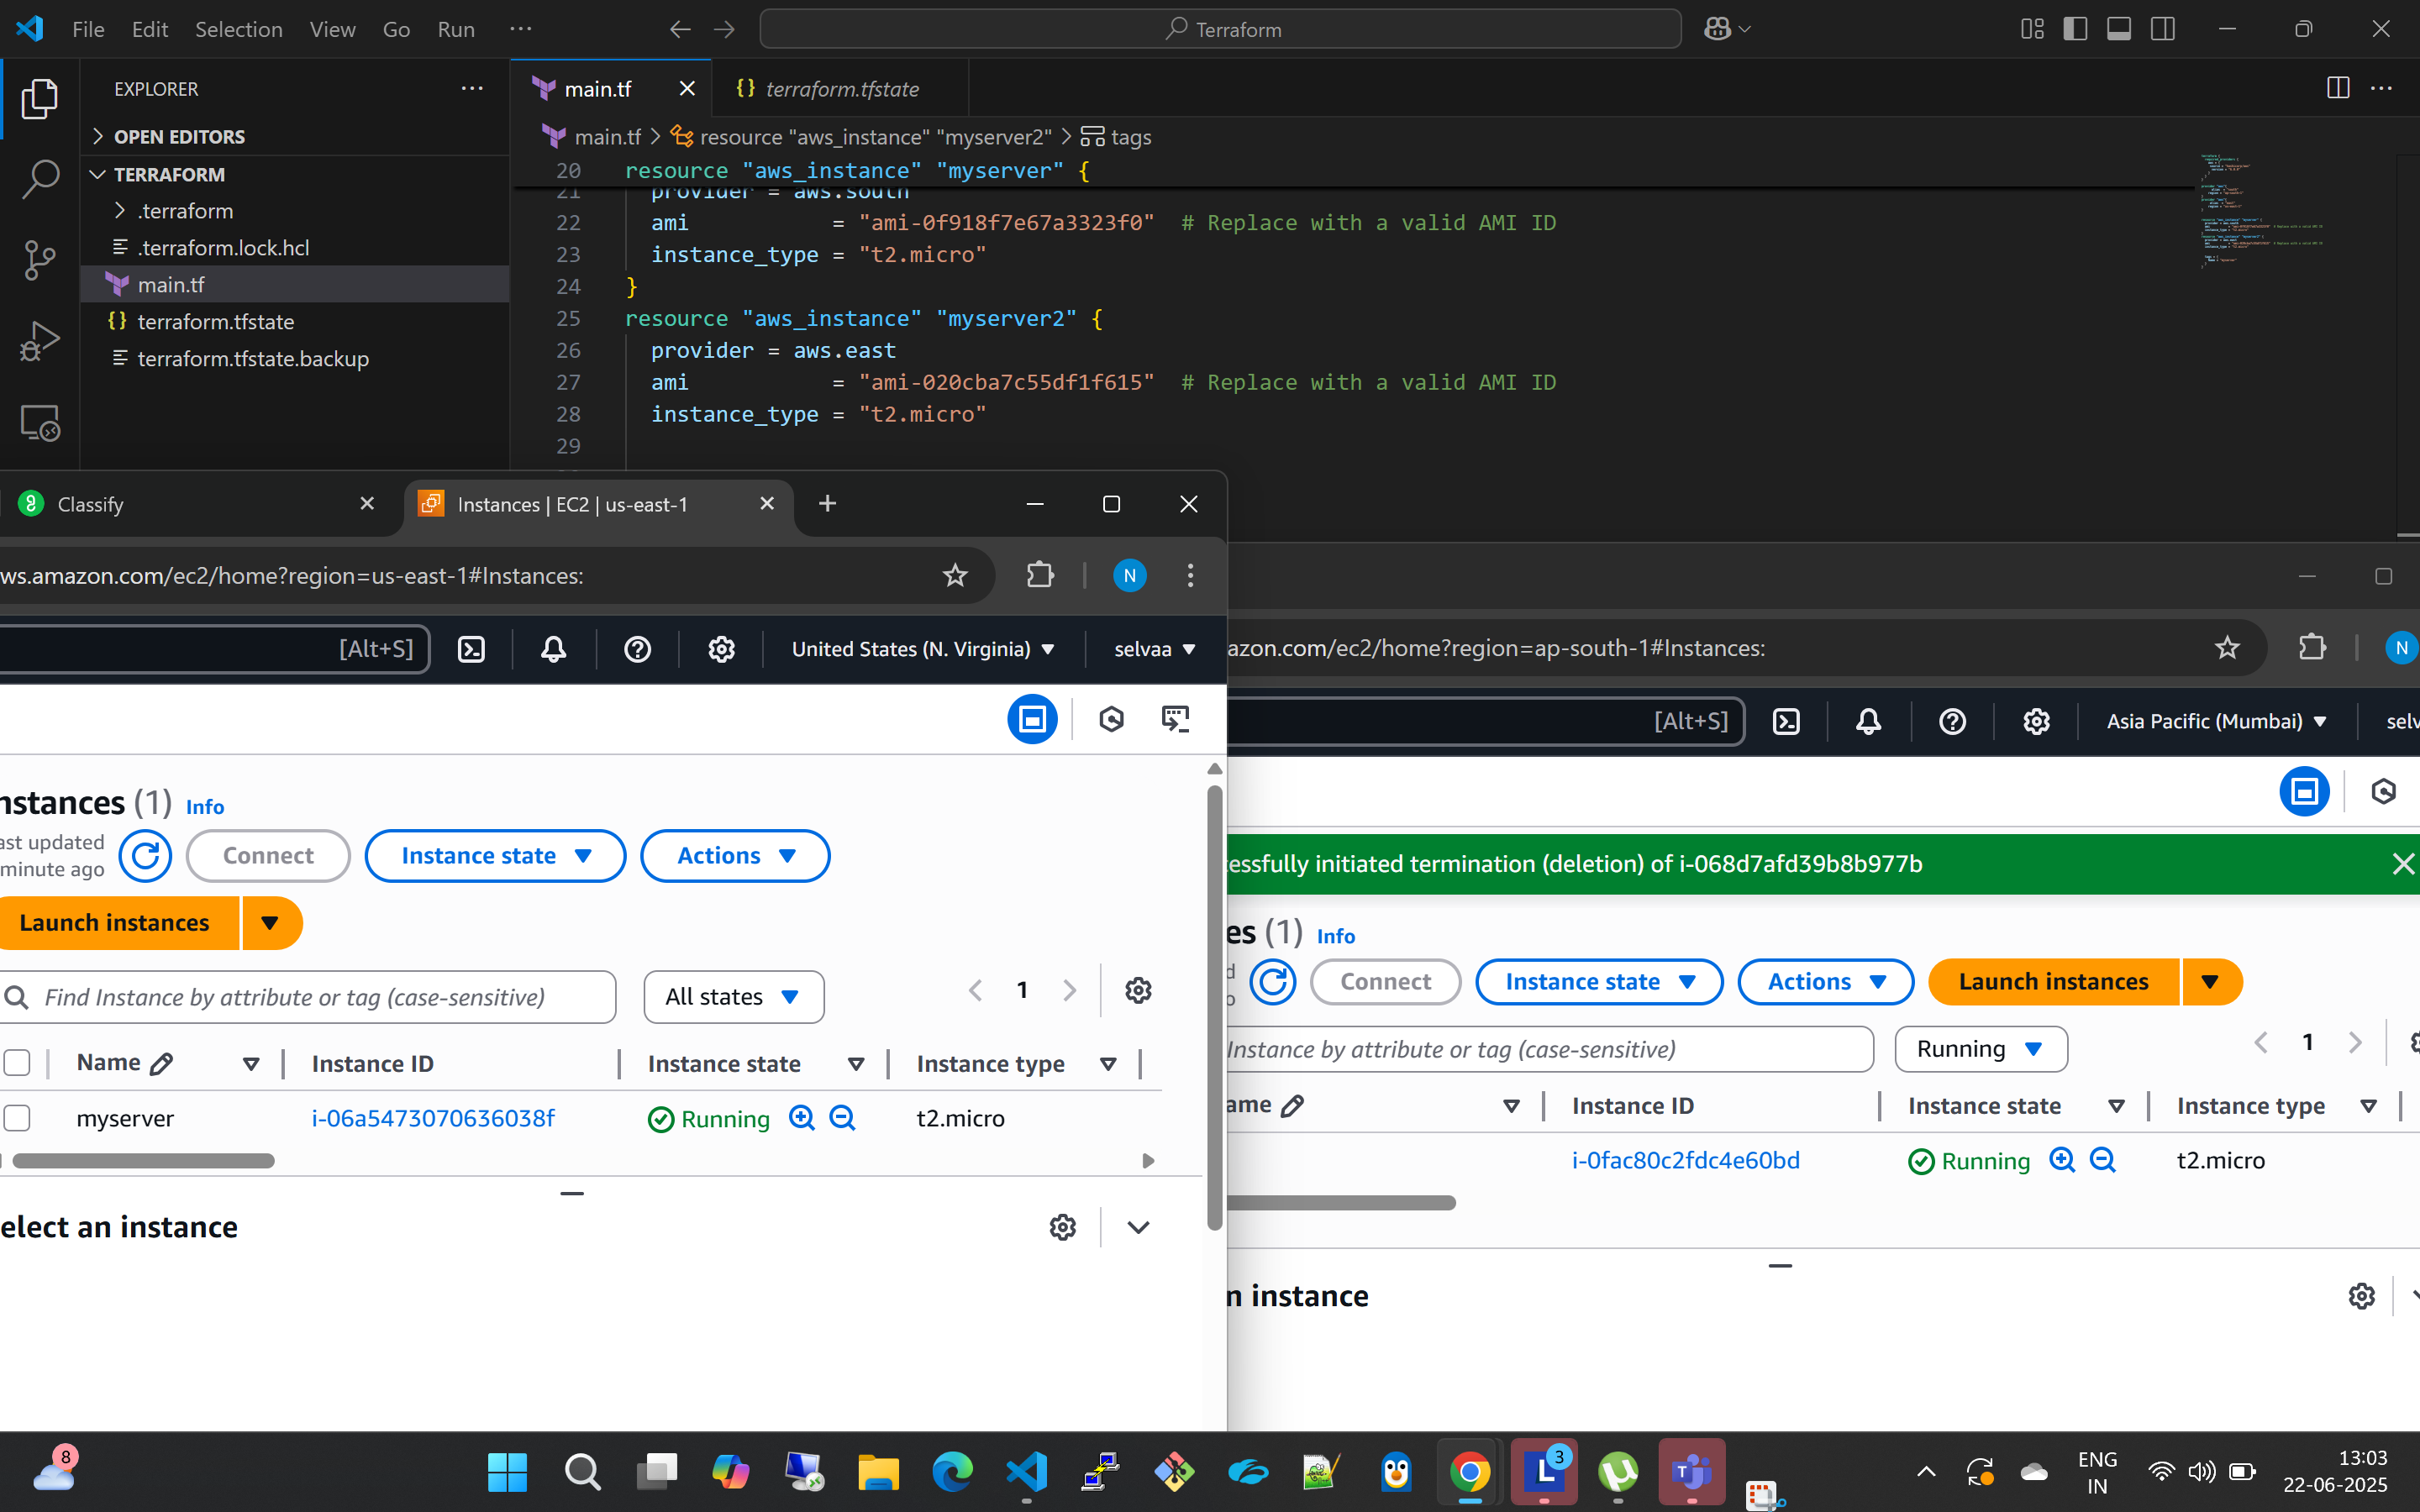 File Edit Selection View Go Run ··· Terraform
EXPLORER ···
OPEN EDITORS
TERRAFORM
.terraform
.terraform.lock.hcl
main.tf
terraform.tfstate
terraform.tfstate.backup
main.tf terraform.tfstate
main.tf > resource "aws_instance" "myserver2" > tags
20 resource "aws_instance" "myserver" {
21 provider = aws.south
22 ami = "ami-0f918f7e67a3323f0" # Replace with a valid AMI ID
23 instance_type = "t2.micro"
24 }
25 resource "aws_instance" "myserver2" {
26 provider = aws.east
27 ami = "ami-020cba7c55df1f615" # Replace with a valid AMI ID
28 instance_type = "t2.micro"
29
Classify Instances | EC2 | us-east-1
ws.amazon.com/ec2/home?region=us-east-1#Instances: N
[Alt+S] United States (N. Virginia) selvaa
nstances (1) Info
ast updated
minute ago
Connect Instance state Actions
Launch instances
Find Instance by attribute or tag (case-sensitive) All states 1
Name Instance ID Instance state Instance type
myserver i-06a5473070636038f Running t2.micro
elect an instance
azon.com/ec2/home?region=ap-south-1#Instances: N
[Alt+S] Asia Pacific (Mumbai) selv
essfully initiated termination (deletion) of i-068d7afd39b8b977b
es (1) Info
Connect Instance state Actions Launch instances
Instance by attribute or tag (case-sensitive) Running 1
ame Instance ID Instance state Instance type
i-0fac80c2fdc4e60bd Running t2.micro
n instance
8
L 3
T
ENG
IN
13:03
22-06-2025